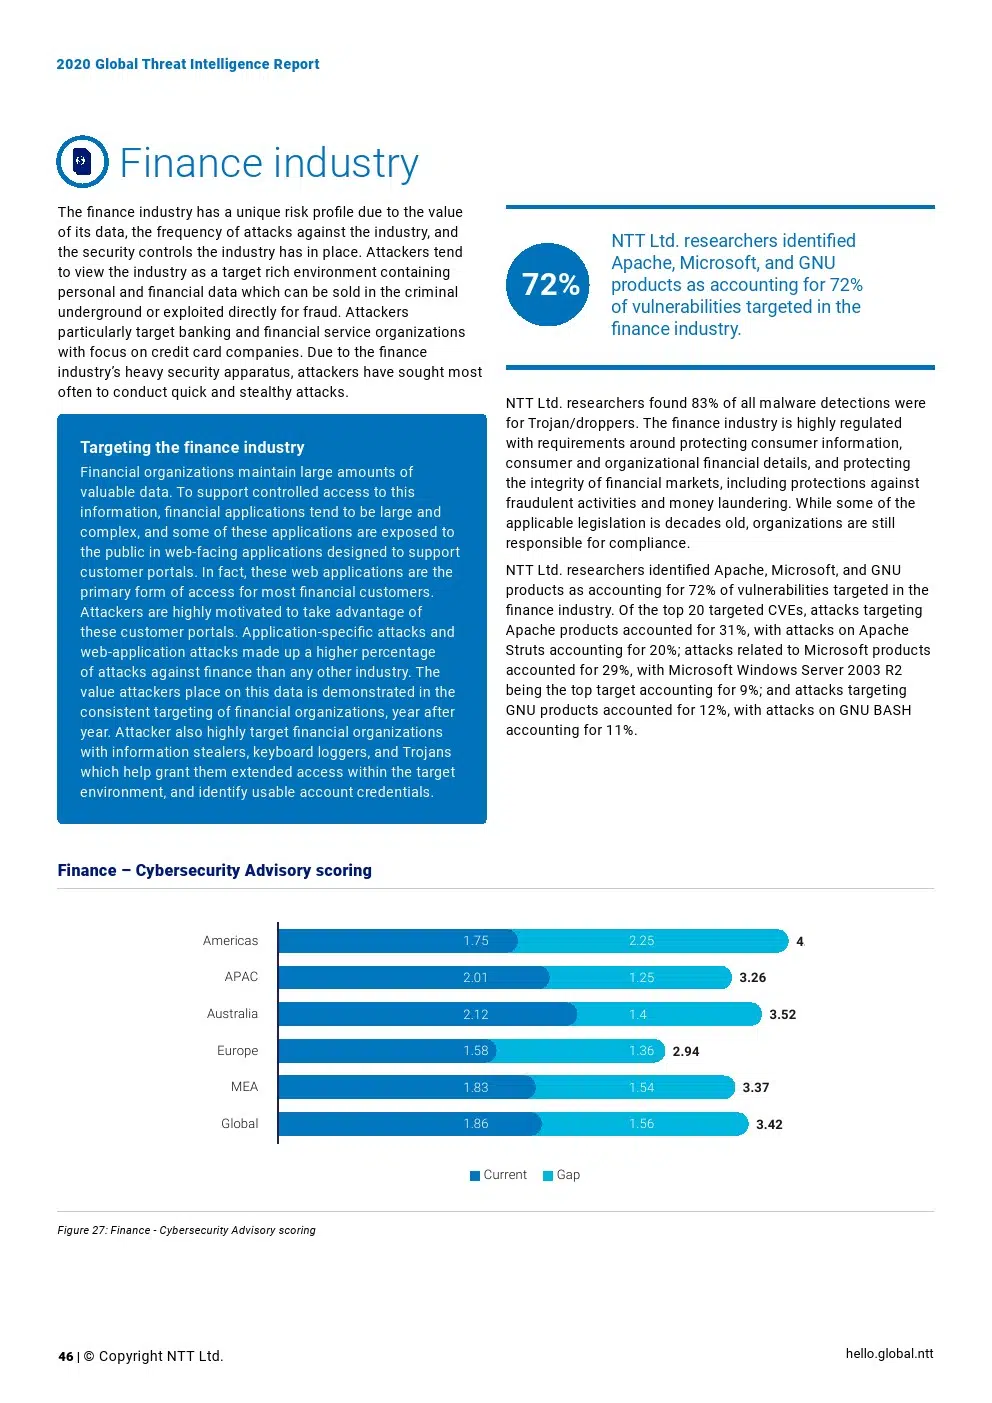 2020 Global Threat Intelligence Report
Finance industry
The finance industry has a unique risk profile due to the value
of its data, the frequency of attacks against the industry, and
the security controls the industry has in place. Attackers tend
to view the industry as a target rich environment containing
personal and financial data which can be sold in the criminal
underground or exploited directly for fraud. Attackers
particularly target banking and financial service organizations
with focus on credit card companies. Due to the finance
industry's heavy security apparatus, attackers have sought most
often to conduct quick and stealthy attacks.
Targeting the finance industry
Financial organizations maintain large amounts of
valuable data. To support controlled access to this
information, financial applications tend to be large and
complex, and some of these applications are exposed to
the public in web-facing applications designed to support
customer portals. In fact, these web applications are the
primary form of access for most financial customers.
Attackers are highly motivated to take advantage of
these customer portals. Application-specific attacks and
web-application attacks made up a higher percentage
of attacks against finance than any other industry. The
value attackers place on this data is demonstrated in the
consistent targeting of financial organizations, year after
year. Attacker also highly target financial organizations
with information stealers, keyboard loggers, and Trojans
which help grant them extended access within the target
environment, and identify usable account credentials.
72%
NTT Ltd. researchers identified
Apache, Microsoft, and GNU
products as accounting for 72%
of vulnerabilities targeted in the
finance industry.
NTT Ltd. researchers found 83% of all malware detections were
for Trojan/droppers. The finance industry is highly regulated
with requirements around protecting consumer information,
consumer and organizational financial details, and protecting
the integrity of financial markets, including protections against
fraudulent activities and money laundering. While some of the
applicable legislation is decades old, organizations are still
responsible for compliance.
NTT Ltd. researchers identified Apache, Microsoft, and GNU
products as accounting for 72% of vulnerabilities targeted in the
finance industry. Of the top 20 targeted CVEs, attacks targeting
Apache products accounted for 31%, with attacks on Apache
Struts accounting for 20%; attacks related to Microsoft products
accounted for 29%, with Microsoft Windows Server 2003 R2
being the top target accounting for 9%; and attacks targeting
GNU products accounted for 12%, with attacks on GNU BASH
accounting for 11%.
Finance – Cybersecurity Advisory scoring
Americas 1.75 2.25 4
APAC 2.01 1.25 3.26
Australia 2.12 1.4 3.52
Europe 1.58 1.36 2.94
MEA 1.83 1.54 3.37
Global 1.86 1.56 3.42
Current Gap
Figure 27: Finance - Cybersecurity Advisory scoring
46 | © Copyright NTT Ltd.
hello.global.ntt